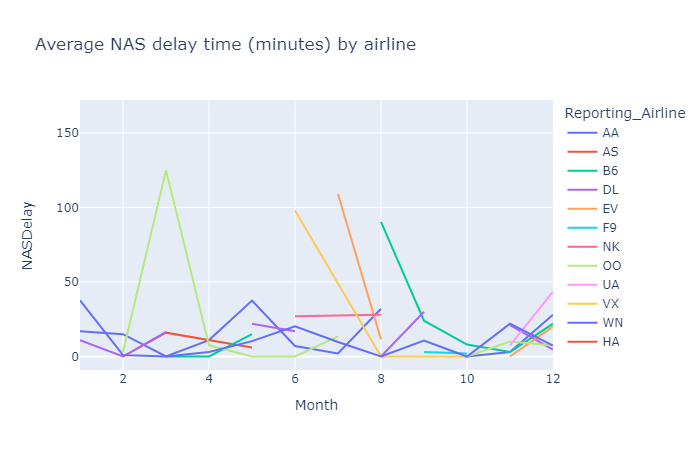 Average NAS delay time (minutes) by airline
Reporting_Airline
AA
AS
B6
DL
EV
F9
NK
OO
UA
VX
WN
HA
NASDelay
150
100
50
0
2
4
6
8
10
12
Month